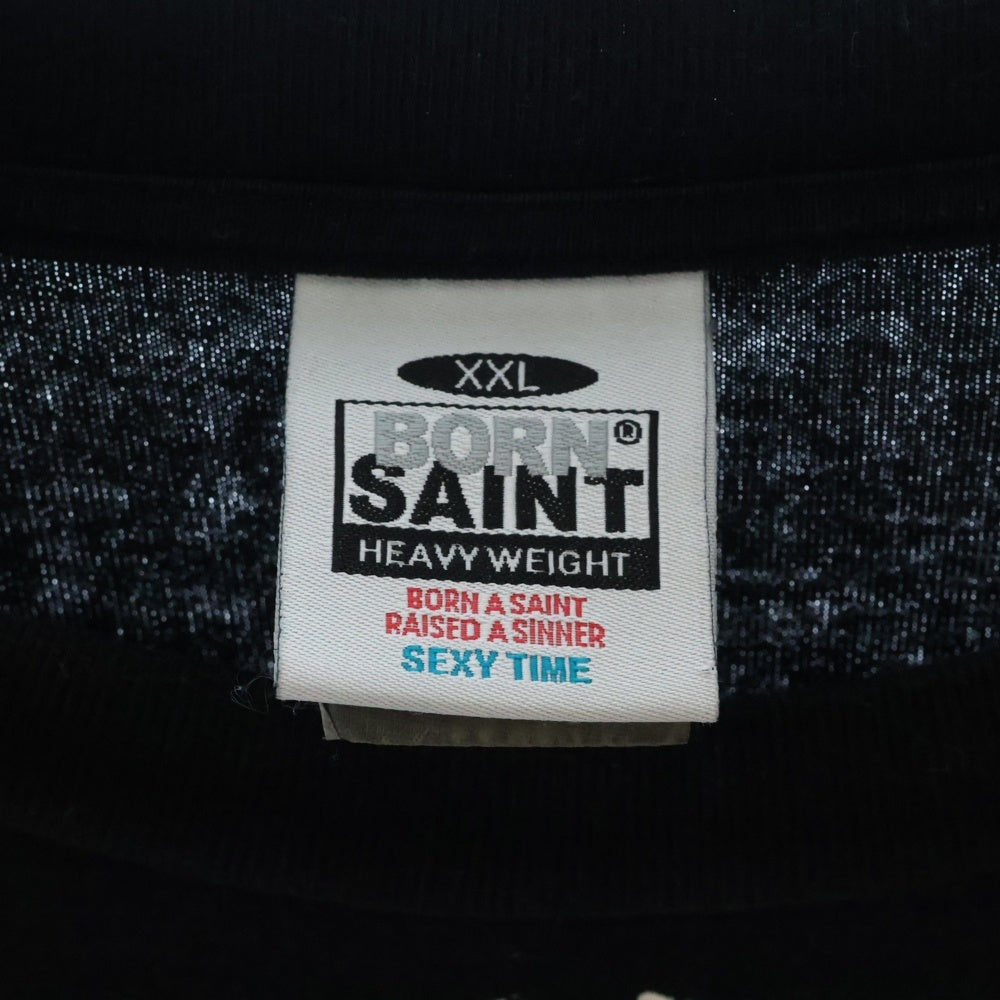 XXL
BORN®
SAINT
HEAVY WEIGHT
BORN A SAINT
RAISED A SINNER
SEXY TIME